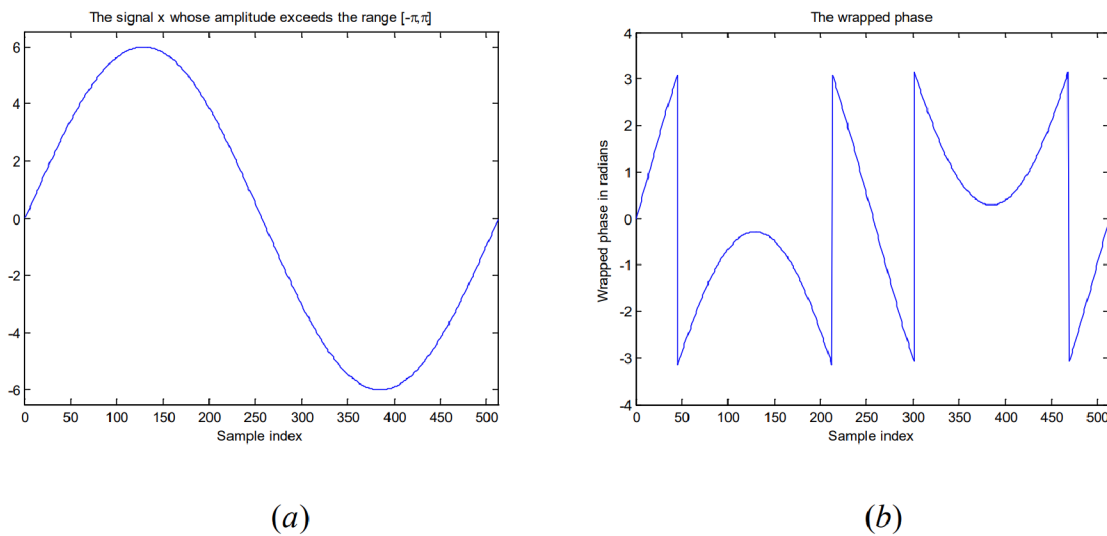 The signal x whose amplitude exceeds the range [-π,π]
6
4
2
0
-2
-4
-6
0 50 100 150 200 250 300 350 400 450 500
Sample index
(a)
The wrapped phase
Wrapped phase in radians
4
3
2
1
0
-1
-2
-3
-4
0 50 100 150 200 250 300 350 400 450 500
Sample index
(b)